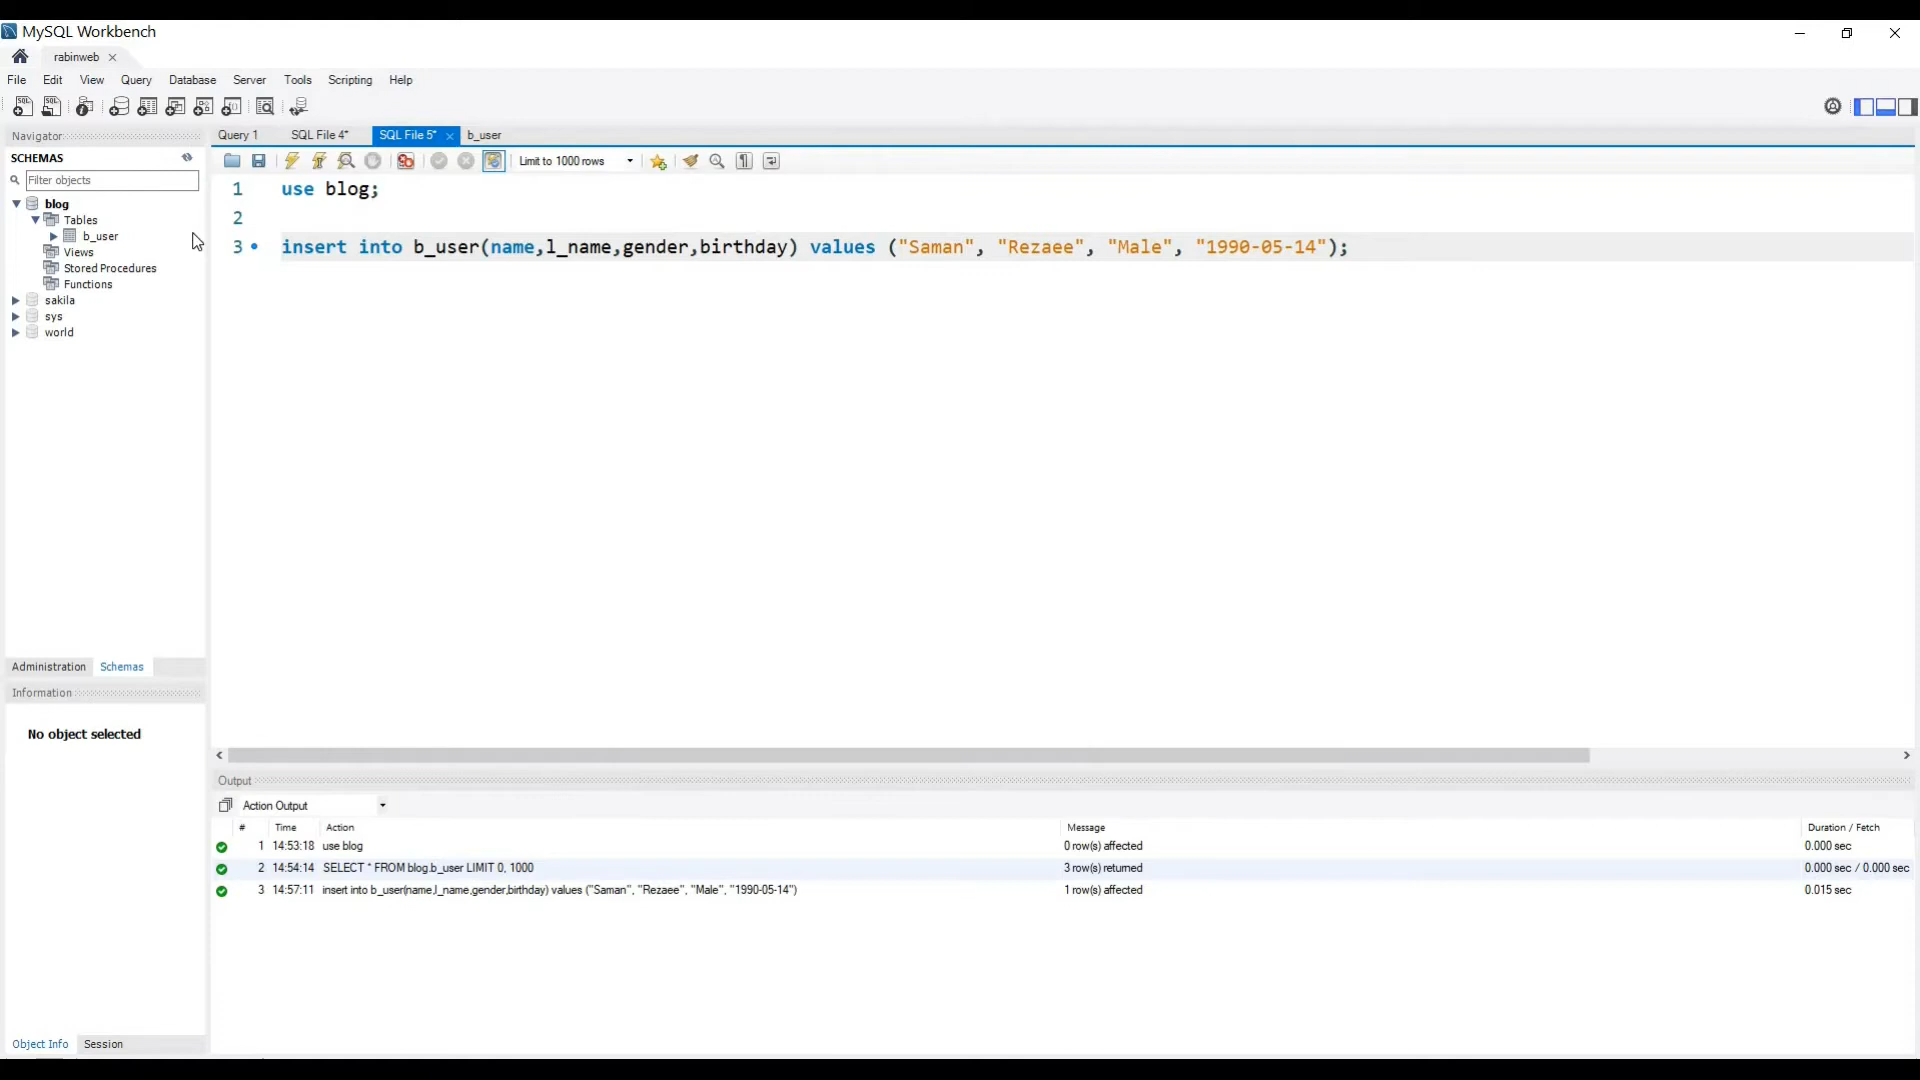 MySQL Workbench
rabinweb
File Edit View Query Database Server Tools Scripting Help
Navigator
SCHEMAS
Filter objects
blog
Tables
b_user
Views
Stored Procedures
Functions
sakila
sys
world
Administration Schemas
Information
No object selected
Object Info Session
Query 1 SQL File 4* SQL File 5* b_user
Limit to 1000 rows
1 use blog;
2
3 insert into b_user(name,l_name,gender,birthday) values ("Saman", "Rezaee", "Male", "1990-05-14");
Output
Action Output
# Time Action Message Duration / Fetch
1 14:53:18 use blog 0 row(s) affected 0.000 sec
2 14:54:14 SELECT * FROM blog.b_user LIMIT 0, 1000 3 row(s) returned 0.000 sec / 0.000 sec
3 14:57:11 insert into b_user(name,l_name,gender,birthday) values ("Saman", "Rezaee", "Male", "1990-05-14") 1 row(s) affected 0.015 sec